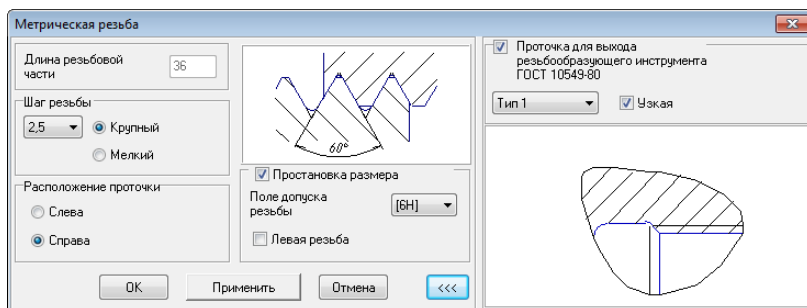 Метрическая резьба
Длина резьбовой
части
36
Шаг резьбы
2,5
Крупный
Мелкий
Расположение проточки
Слева
Справа
60°
Простановка размера
Поле допуска
резьбы
[6H]
Левая резьба
OK
Применить
Отмена
<<<
Проточка для выхода
резьбообразующего инструмента
ГОСТ 10549-80
Тип 1
Узкая